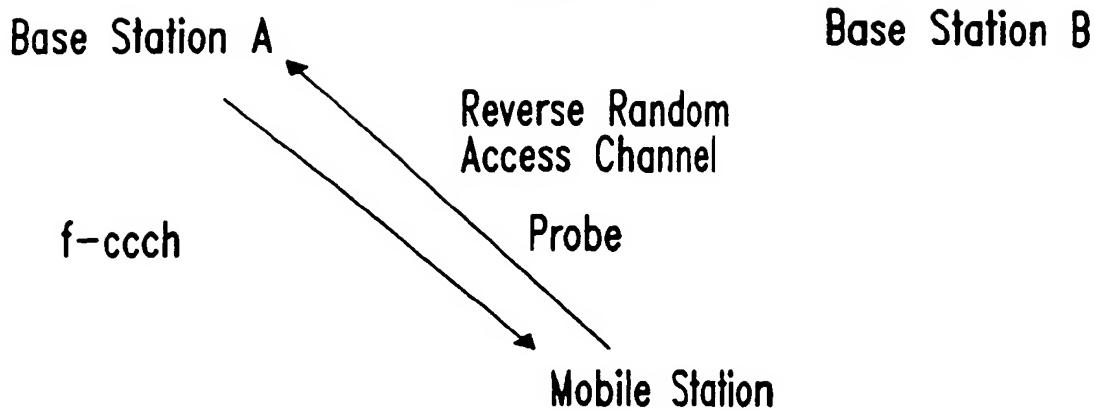 Base Station A
Base Station B
Reverse Random
Access Channel
f-ccch
Probe
Mobile Station